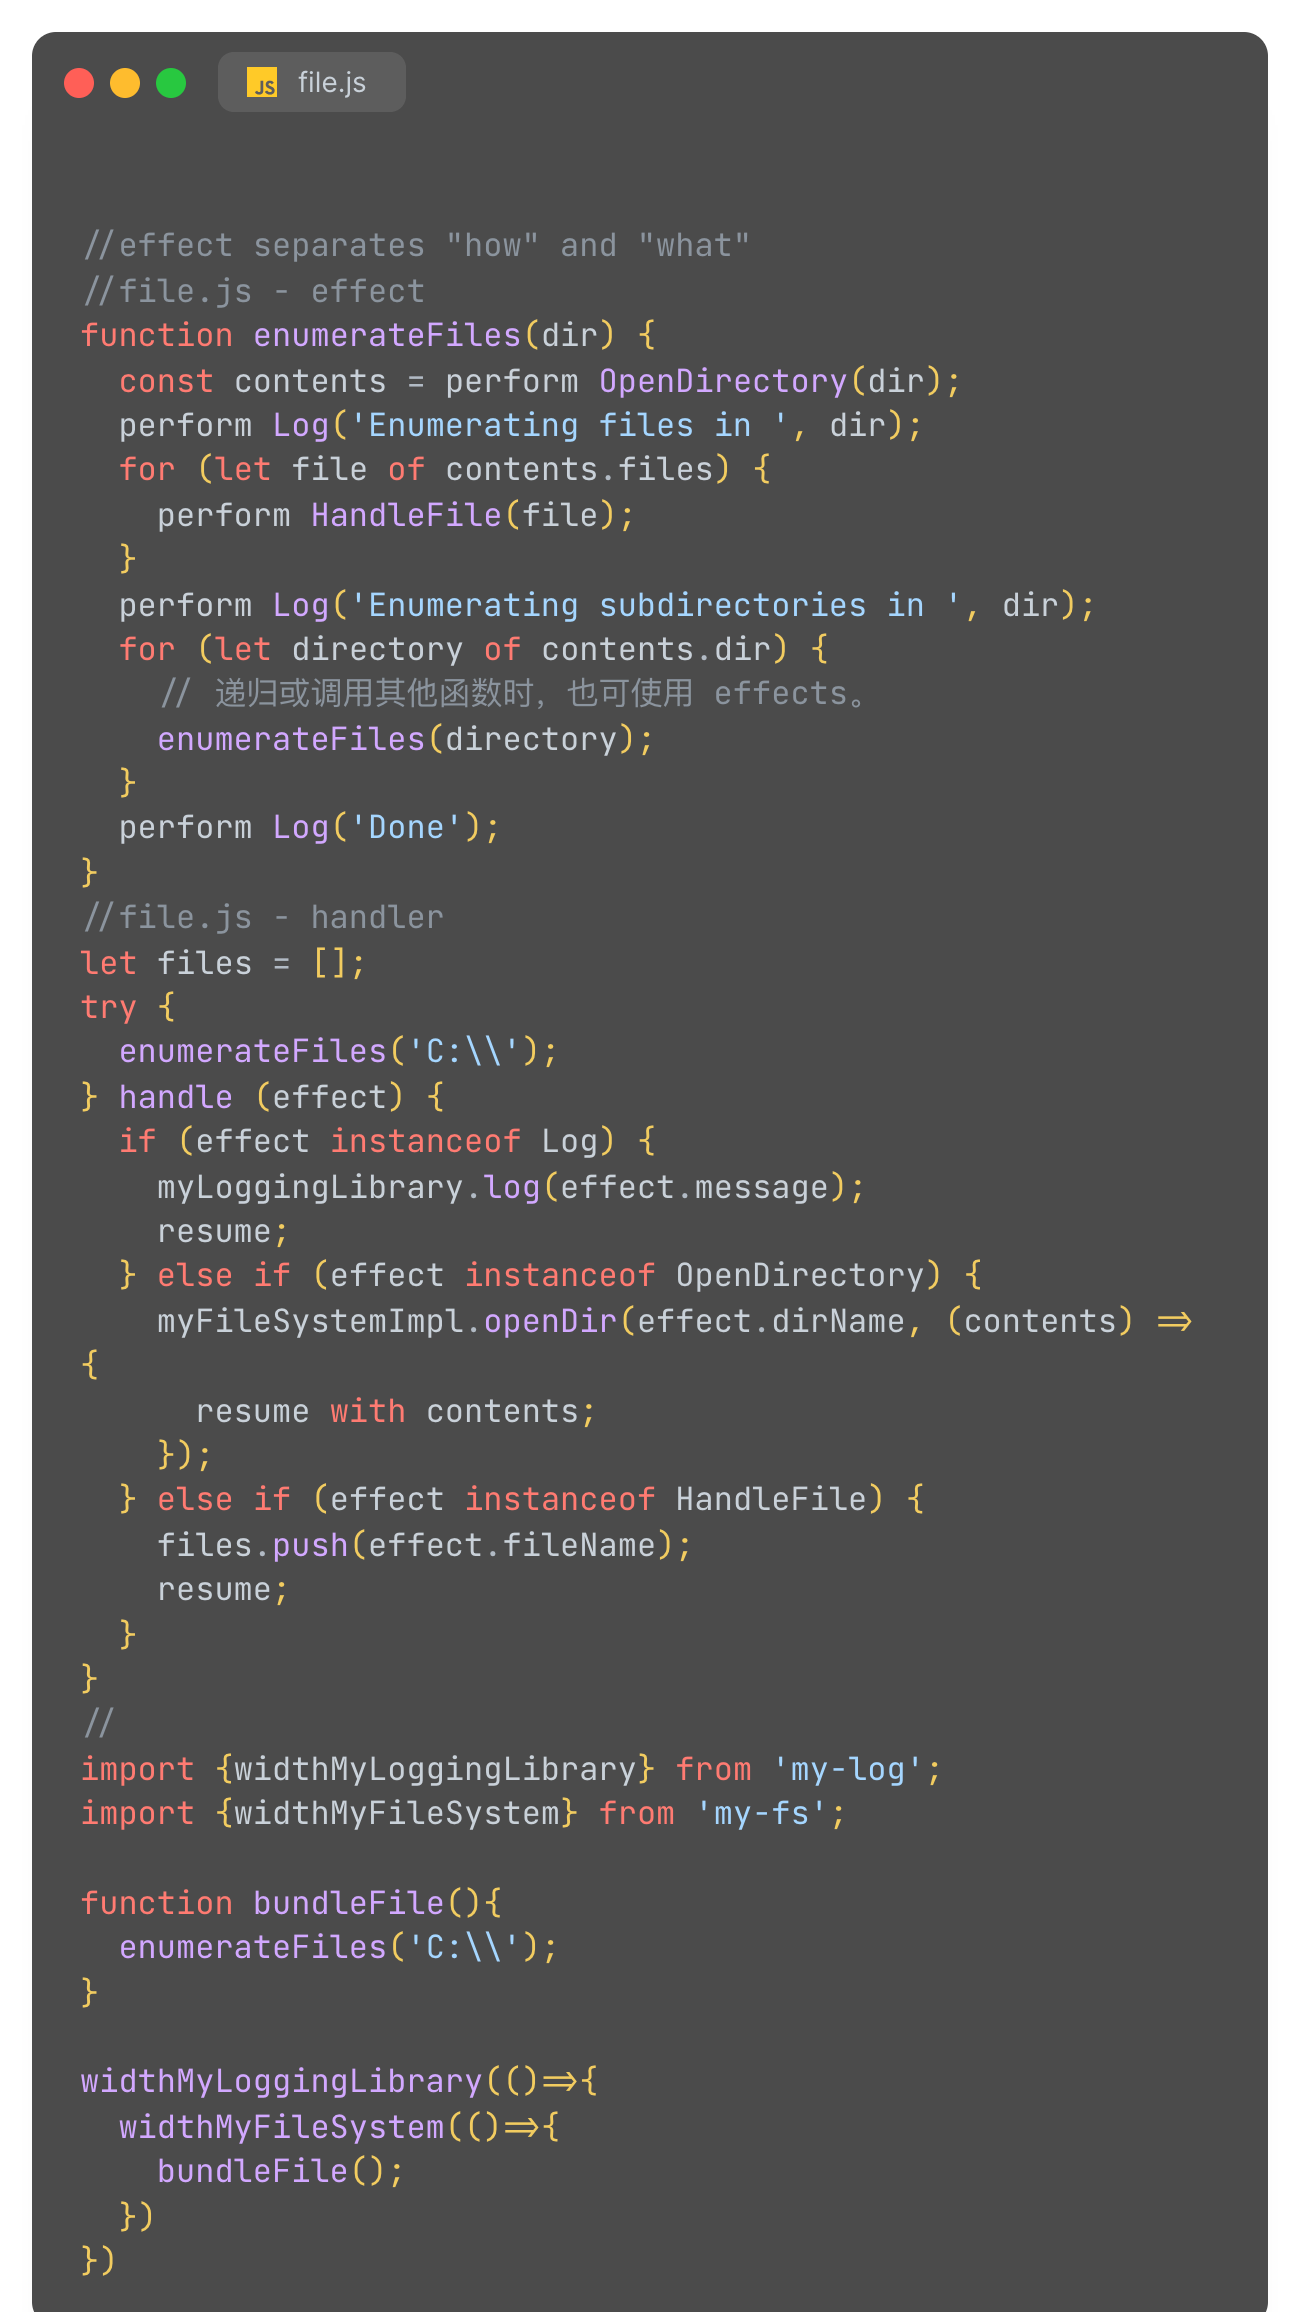 JS file.js
//effect separates "how" and "what"
//file.js - effect
function enumerateFiles(dir) {
  const contents = perform OpenDirectory(dir);
  perform Log('Enumerating files in ', dir);
  for (let file of contents.files) {
    perform HandleFile(file);
  }
  perform Log('Enumerating subdirectories in ', dir);
  for (let directory of contents.dir) {
    // 递归或调用其他函数时，也可使用 effects。
    enumerateFiles(directory);
  }
  perform Log('Done');
}
//file.js - handler
let files = [];
try {
  enumerateFiles('C:\\');
} handle (effect) {
  if (effect instanceof Log) {
    myLoggingLibrary.log(effect.message);
    resume;
  } else if (effect instanceof OpenDirectory) {
    myFileSystemImpl.openDir(effect.dirName, (contents) =>
{
      resume with contents;
    });
  } else if (effect instanceof HandleFile) {
    files.push(effect.fileName);
    resume;
  }
}
//
import {widthMyLoggingLibrary} from 'my-log';
import {widthMyFileSystem} from 'my-fs';

function bundleFile(){
  enumerateFiles('C:\\');
}

widthMyLoggingLibrary(()=>{
  widthMyFileSystem(()=>{
    bundleFile();
  })
})